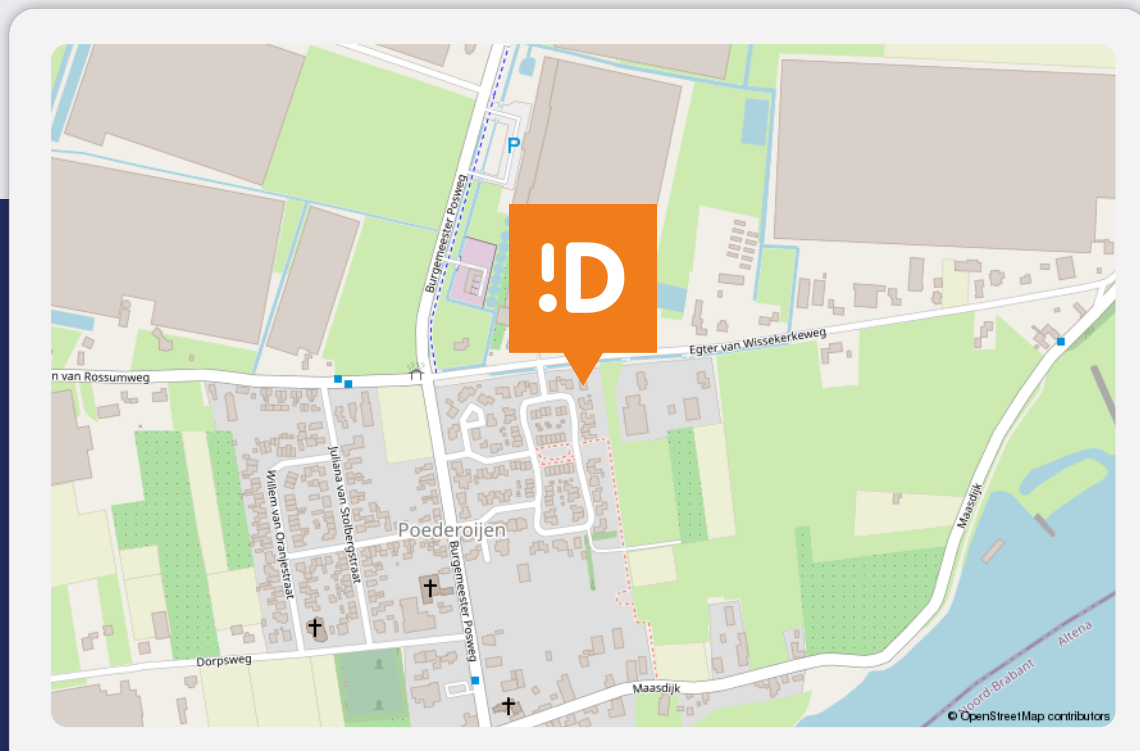 P
Burgemeester Posweg
!D
Egter van Wissekerkeweg
n van Rossumweg
Juliana van Stolbergstraat
Willem van Oranjestraat
Maasdijk
Poederoijen
Burgemeester Posweg
Altena
Noord-Brabant
Dorpsweg
Maasdijk
© OpenStreetMap contributors